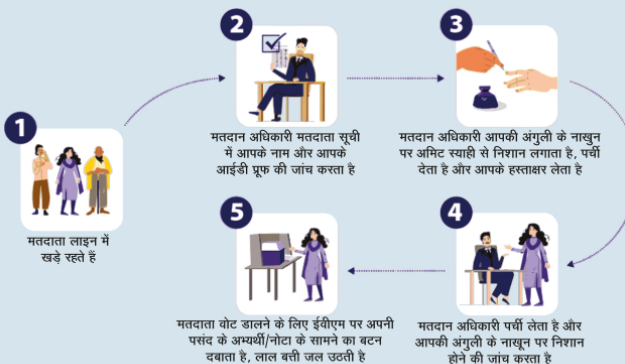 1
मतदाता लाइन में
खड़े रहते हैं
2
मतदान अधिकारी मतदाता सूची
में आपके नाम और आपके
आईडी प्रूफ की जांच करता है
3
मतदान अधिकारी आपकी अंगुली के नाखुन
पर अमिट स्याही से निशान लगाता है, पर्ची
देता है और आपके हस्ताक्षर लेता है
4
मतदान अधिकारी पर्ची लेता है और
आपकी अंगुली के नाखून पर निशान
होने की जांच करता है
5
मतदाता वोट डालने के लिए ईवीएम पर अपनी
पसंद के अभ्यर्थी/नोटा के सामने का बटन
दबाता है, लाल बत्ती जल उठती है